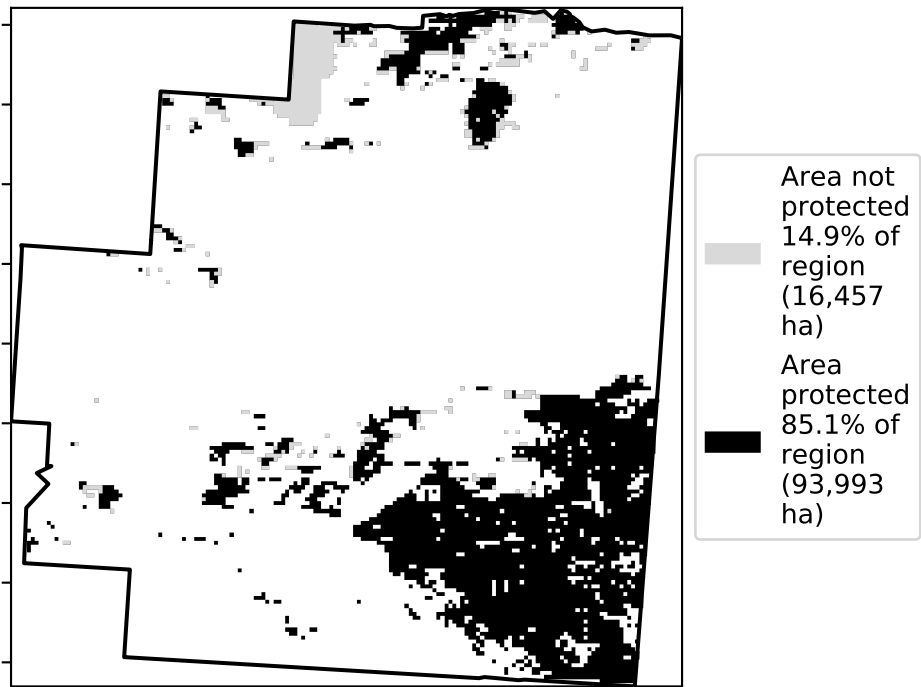 Area not
protected
14.9% of
region
(16,457
ha)
Area
protected
85.1% of
region
(93,993
ha)